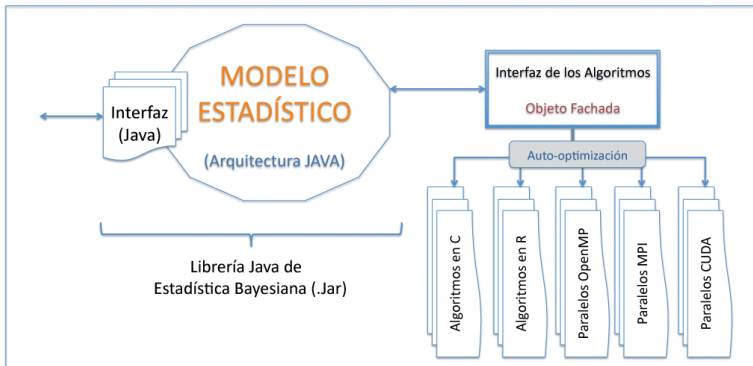 Interfaz
(Java)
MODELO
ESTADÍSTICO
(Arquitectura JAVA)
Librería Java de
Estadística Bayesiana (.Jar)
Interfaz de los Algoritmos
Objeto Fachada
Auto-optimización
Algoritmos en C
Algoritmos en R
Paralelos OpenMP
Paralelos MPI
Paralelos CUDA